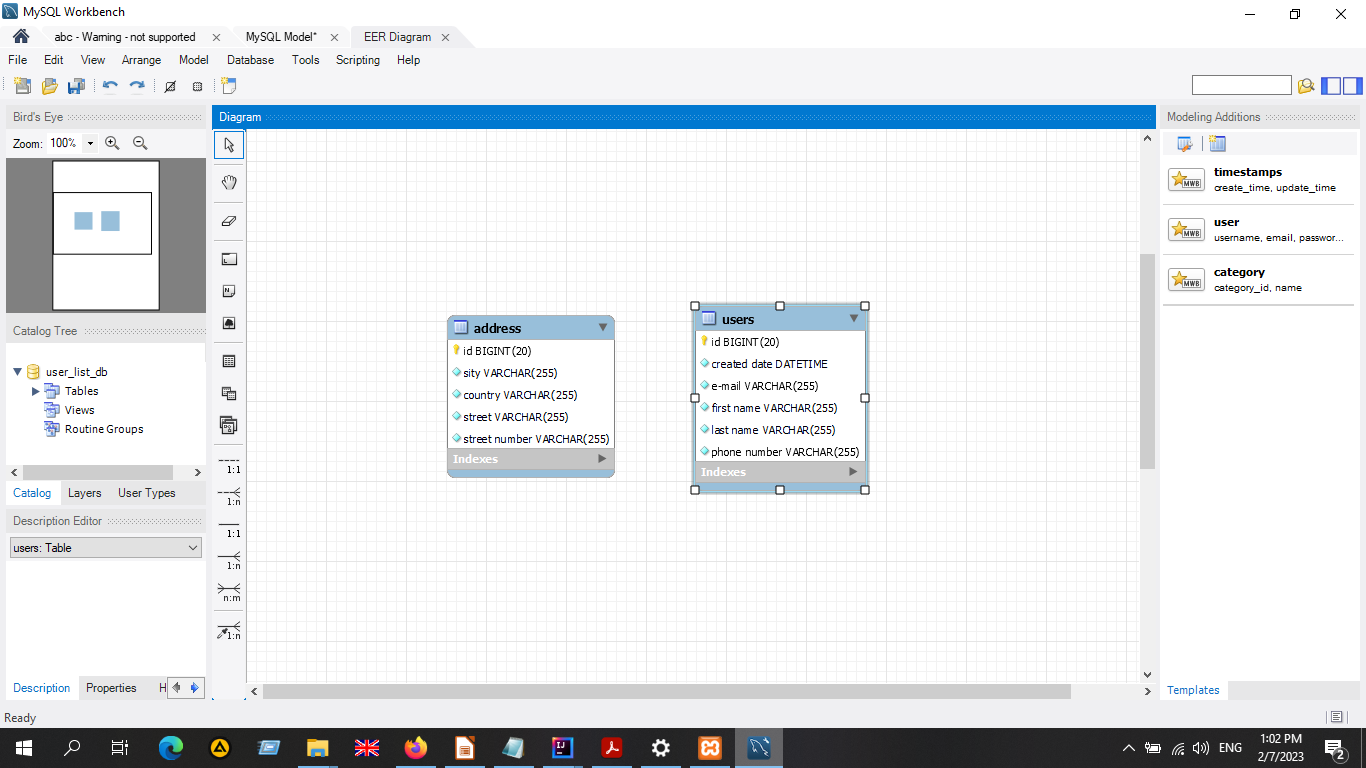 MySQL Workbench
abc - Warning - not supported
MySQL Model*
EER Diagram
File Edit View Arrange Model Database Tools Scripting Help
Bird's Eye
Zoom: 100%
Catalog Tree
user_list_db
Tables
Views
Routine Groups
Catalog Layers User Types
Description Editor
users: Table
Description Properties H
Ready
Diagram
1:1
1:n
1:1
1:n
n:m
1:n
address
id BIGINT(20)
sity VARCHAR(255)
country VARCHAR(255)
street VARCHAR(255)
street number VARCHAR(255)
Indexes
users
id BIGINT(20)
created date DATETIME
e-mail VARCHAR(255)
first name VARCHAR(255)
last name VARCHAR(255)
phone number VARCHAR(255)
Indexes
Modeling Additions
MWB
timestamps
create_time, update_time
MWB
user
username, email, passwor...
MWB
category
category_id, name
Templates
IJ
ENG
1:02 PM
2/7/2023
2